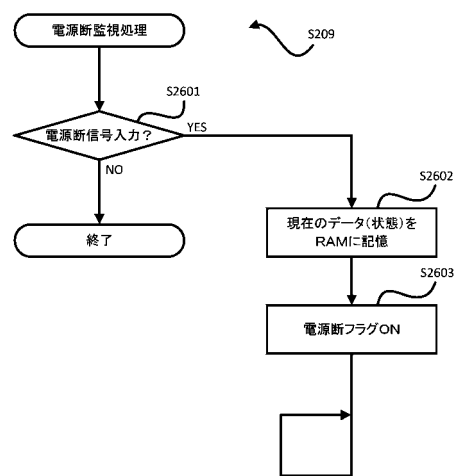 電源断監視処理
S209
S2601
電源断信号入力?
YES
NO
S2602
現在のデータ(状態)を
RAMに記憶
終了
S2603
電源断フラグON